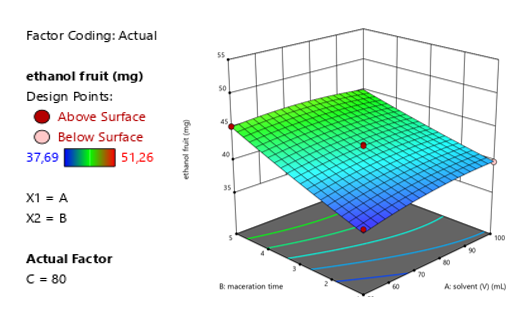 Factor Coding: Actual
ethanol fruit (mg)
Design Points:
Above Surface
Below Surface
37,69 51,26
X1 = A
X2 = B
Actual Factor
C = 80
ethanol fruit (mg)
55
50
45
40
35
5
4
3
2
100
90
80
70
60
B: maceration time
A: solvent (V) (mL)